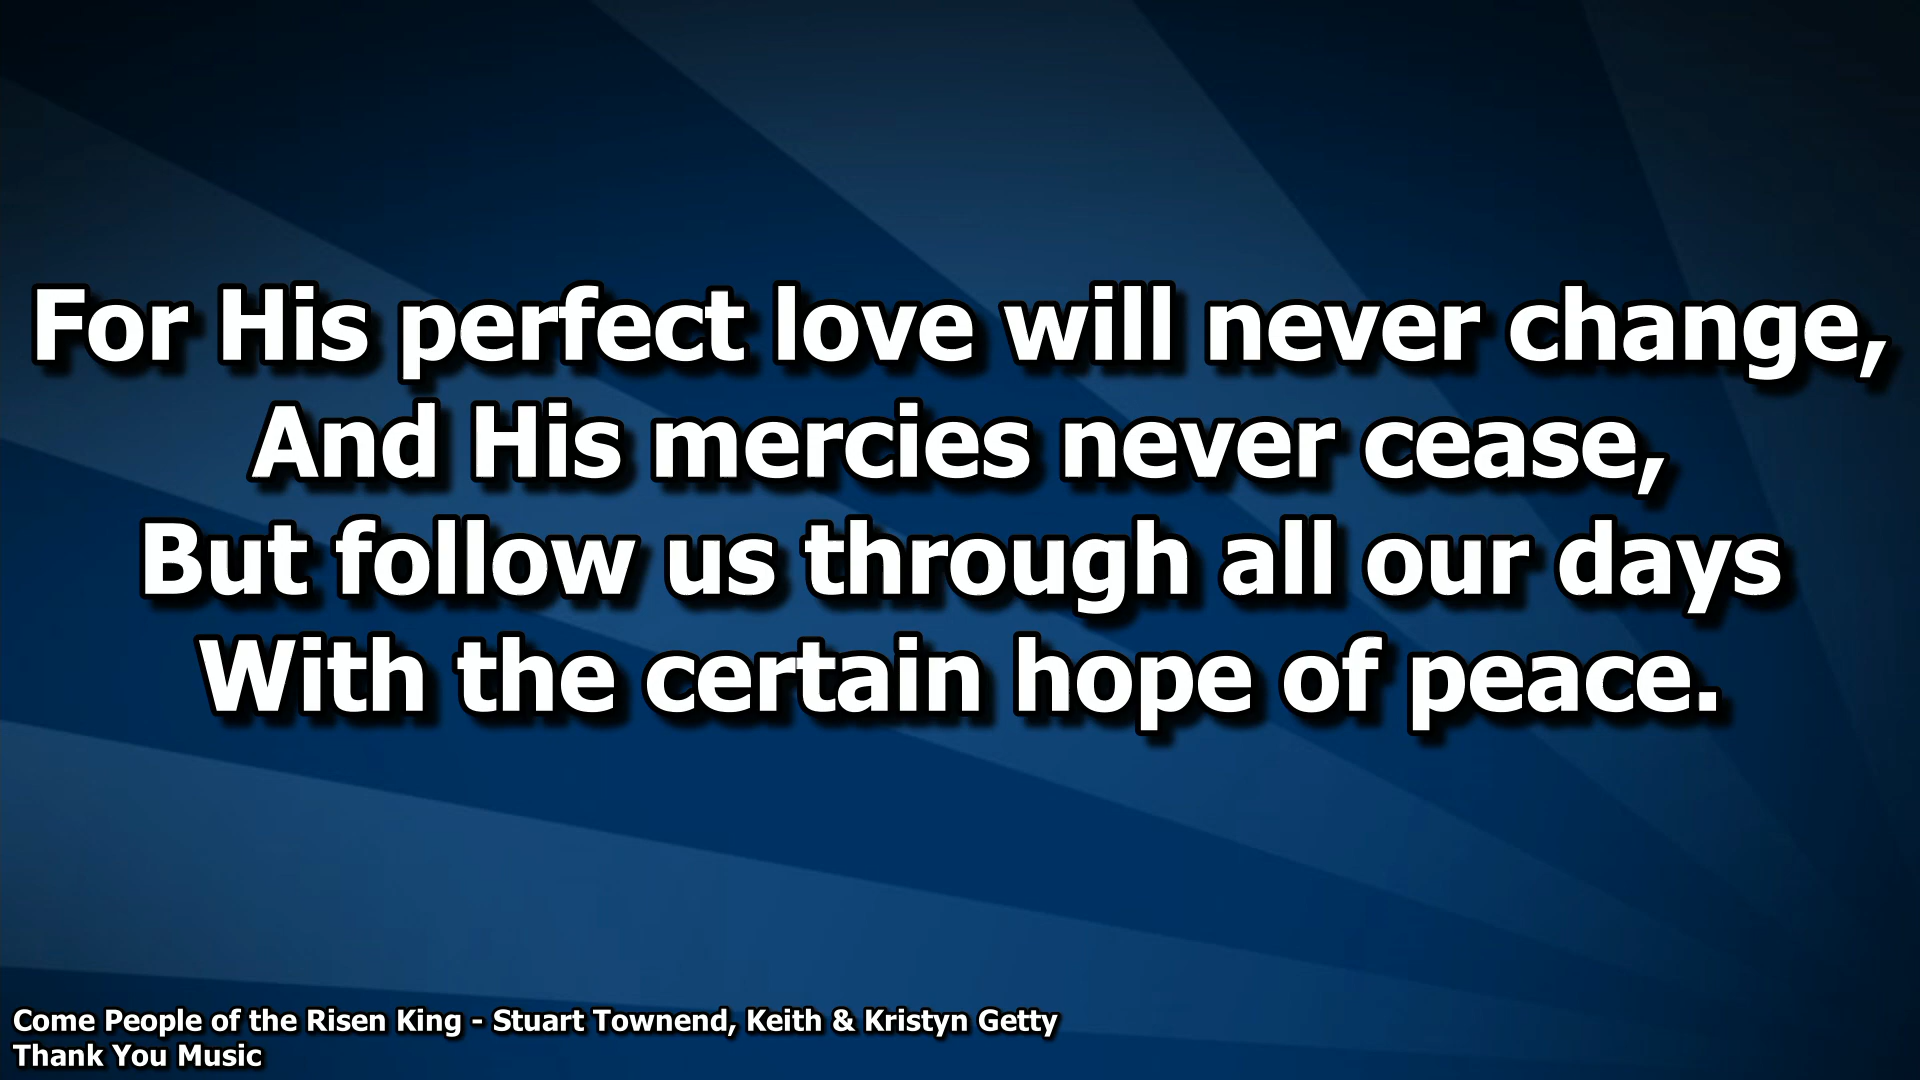 For His perfect love will never change,
And His mercies never cease,
But follow us through all our days
With the certain hope of peace.
Come People of the Risen King - Stuart Townend, Keith & Kristyn Getty
Thank You Music